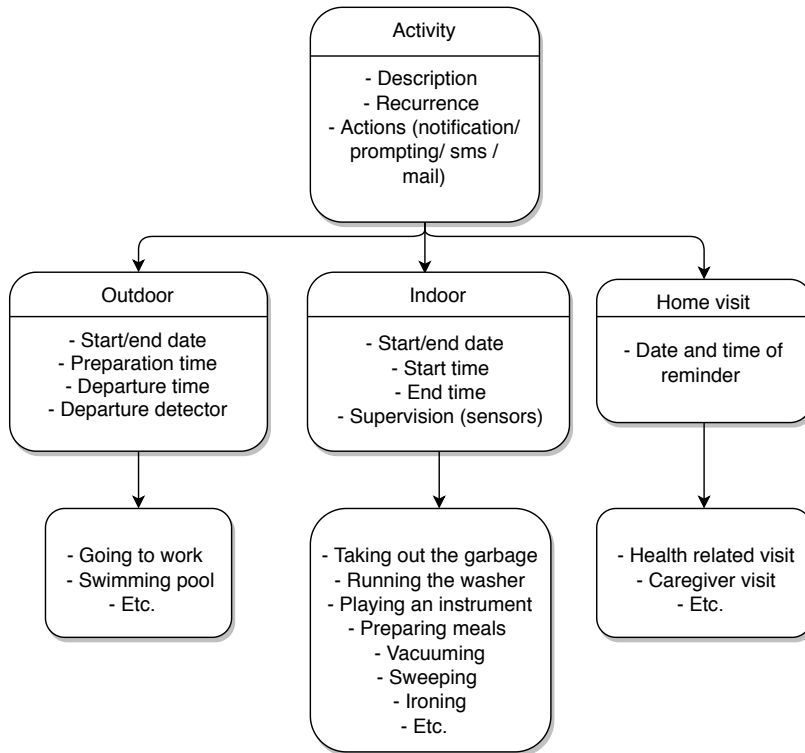 Activity
- Description
- Recurrence
- Actions (notification/
prompting/ sms /
mail)
Outdoor
- Start/end date
- Preparation time
- Departure time
- Departure detector
Indoor
- Start/end date
- Start time
- End time
- Supervision (sensors)
Home visit
- Date and time of
reminder
- Going to work
- Swimming pool
- Etc.
- Taking out the garbage
- Running the washer
- Playing an instrument
- Preparing meals
- Vacuuming
- Sweeping
- Ironing
- Etc.
- Health related visit
- Caregiver visit
- Etc.